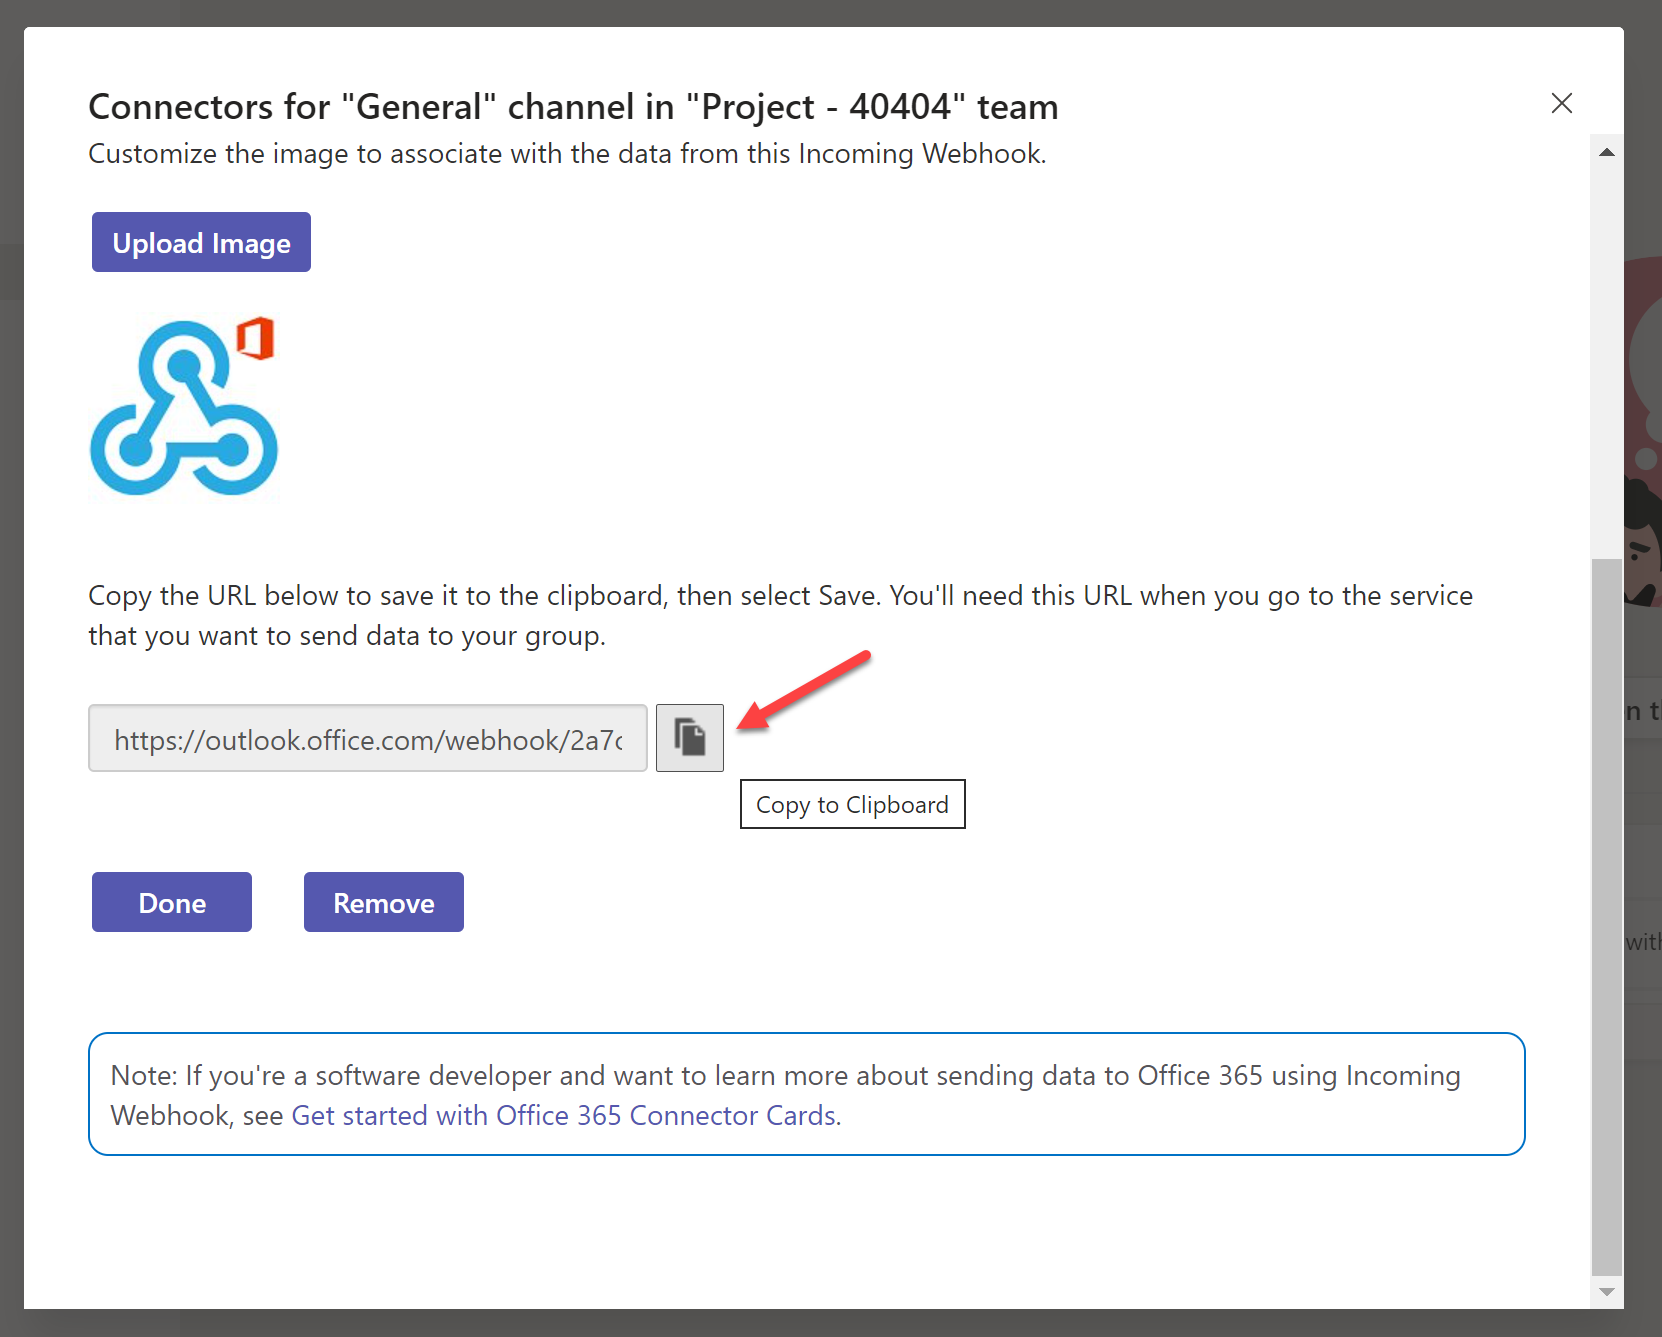 Connectors for "General" channel in "Project - 40404" team
Customize the image to associate with the data from this Incoming Webhook.
Upload Image
Copy the URL below to save it to the clipboard, then select Save. You'll need this URL when you go to the service
that you want to send data to your group.
https://outlook.office.com/webhook/2a7c
Copy to Clipboard
Done
Remove
Note: If you're a software developer and want to learn more about sending data to Office 365 using Incoming
Webhook, see Get started with Office 365 Connector Cards.